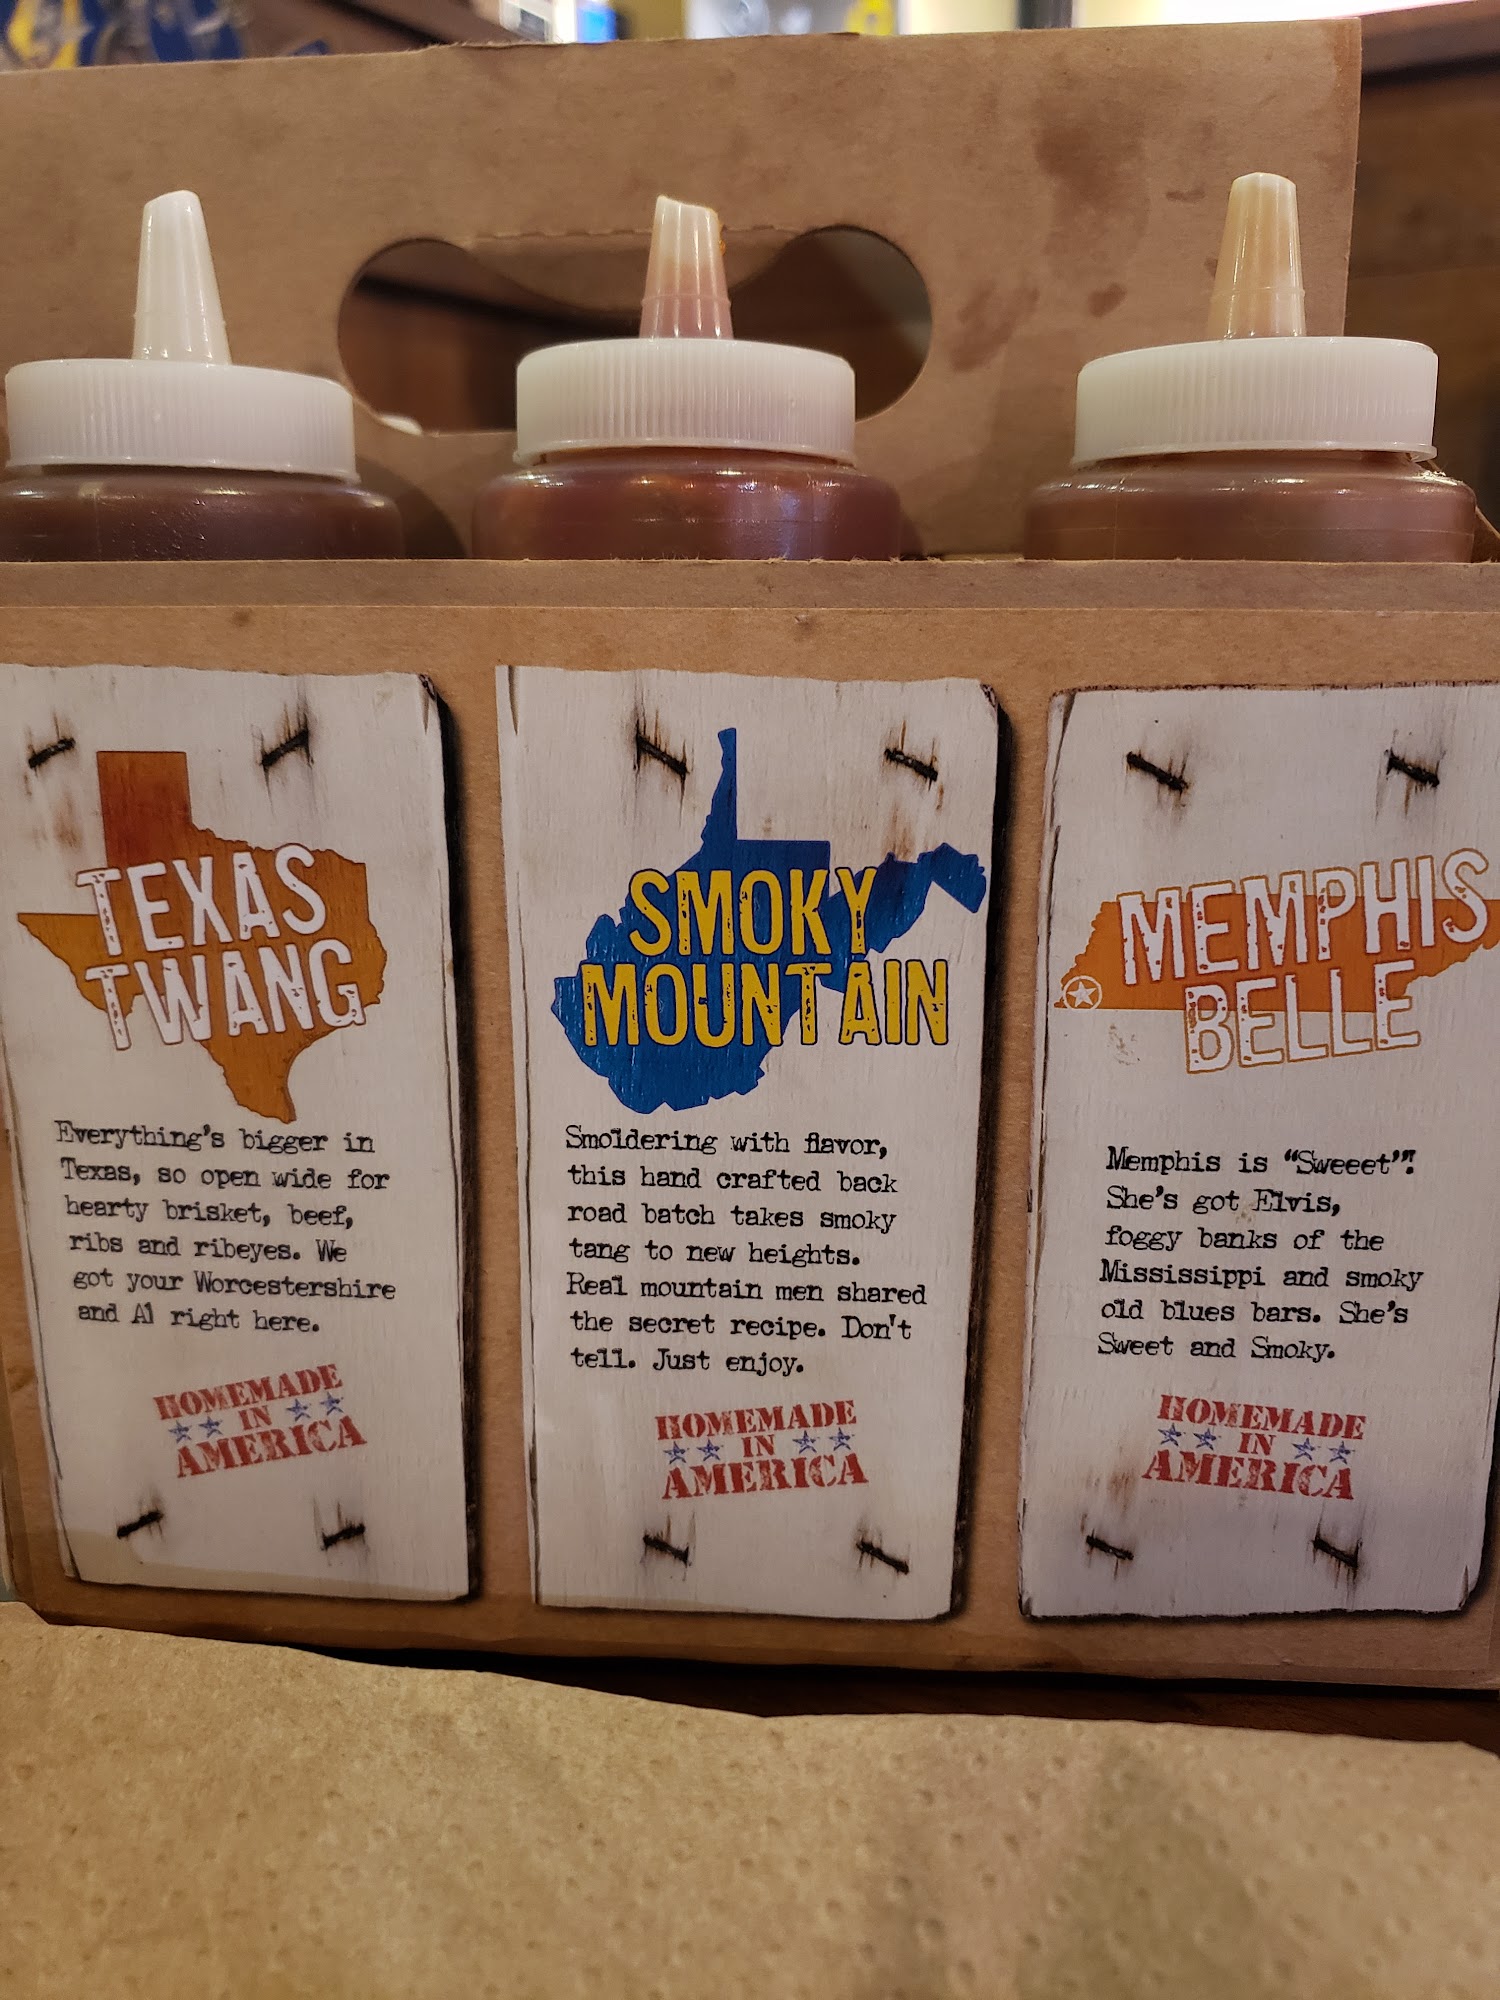 TEXAS
TWANG
Everything's bigger in
Texas, so open wide for
hearty brisket, beef,
ribs and ribeyes. We
got your Worcestershire
and A1 right here.
HOMEMADE
IN
AMERICA
SMOKY
MOUNTAIN
Smoldering with flavor,
this hand crafted back
road batch takes smoky
tang to new heights.
Real mountain men shared
the secret recipe. Don't
tell. Just enjoy.
HOMEMADE
IN
AMERICA
MEMPHIS
BELLE
Memphis is “Sweeet”!
She's got Elvis,
foggy banks of the
Mississippi and smoky
old blues bars. She's
Sweet and Smoky.
HOMEMADE
IN
AMERICA